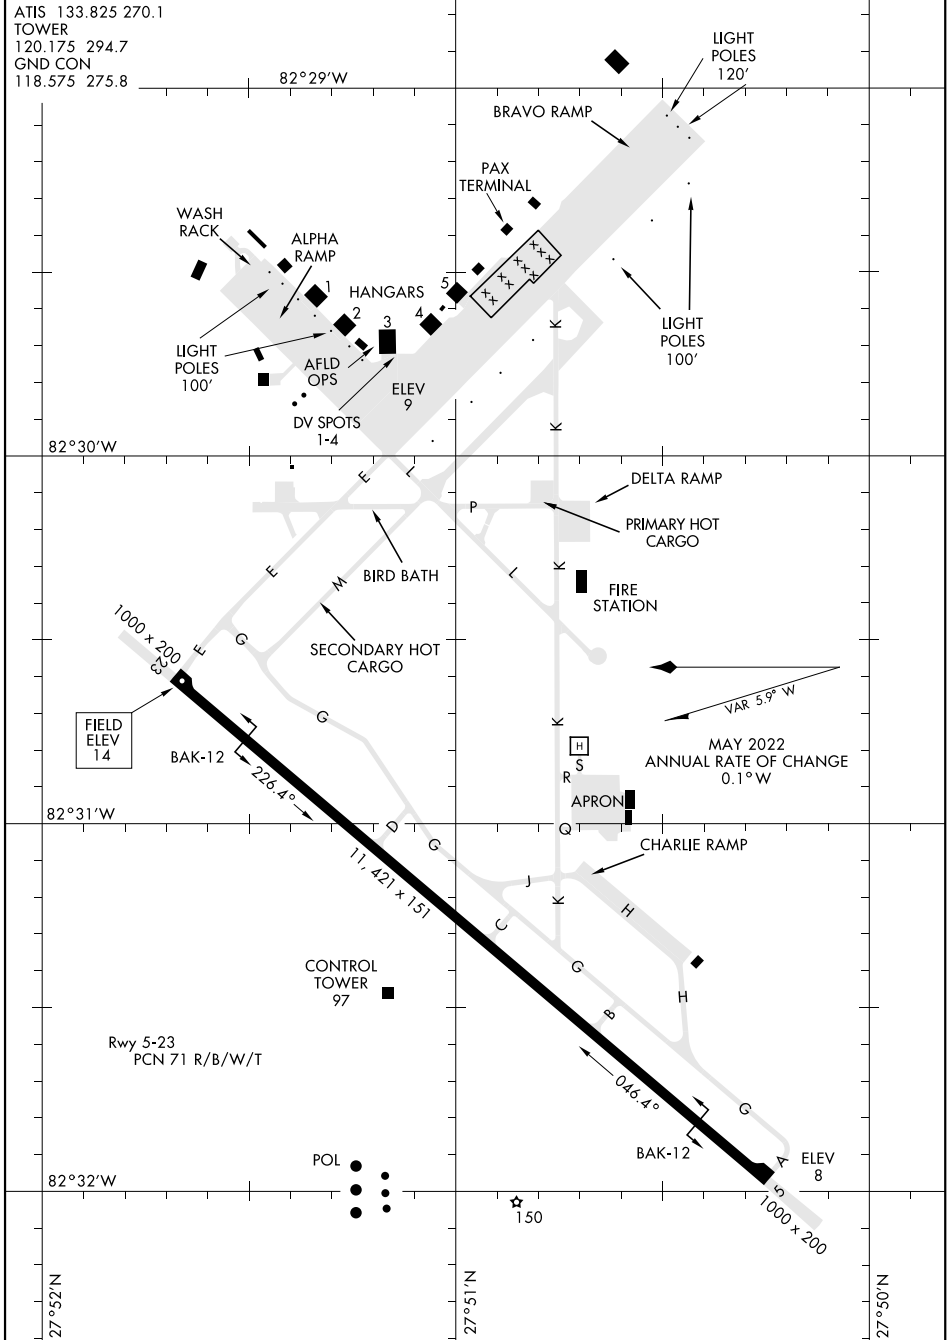 ATIS 133.825 270.1
TOWER
120.175 294.7
GND CON
118.575 275.8
82°29'W
LIGHT
POLES
120'
BRAVO RAMP
PAX
TERMINAL
WASH
RACK
ALPHA
RAMP
HANGARS
1
2
3
4
5
K
LIGHT
POLES
100'
AFLD
OPS
ELEV
9
DV SPOTS
1-4
LIGHT
POLES
100'
K
82°30'W
E
L
DELTA RAMP
P
PRIMARY HOT
CARGO
E
M
BIRD BATH
L
K
FIRE
STATION
1000 x 200
23
E
G
SECONDARY HOT
CARGO
VAR 5.9° W
FIELD
ELEV
14
G
K
H
MAY 2022
ANNUAL RATE OF CHANGE
0.1° W
BAK-12
226.4°
S
R
APRON
82°31'W
D
G
Q
CHARLIE RAMP
11, 421 x 151
J
K
H
C
G
CONTROL
TOWER
97
H
B
Rwy 5-23
PCN 71 R/B/W/T
046.4°
G
BAK-12
A
ELEV
8
POL
82°32'W
5
150
1000 x 200
27°52'N
27°51'N
27°50'N